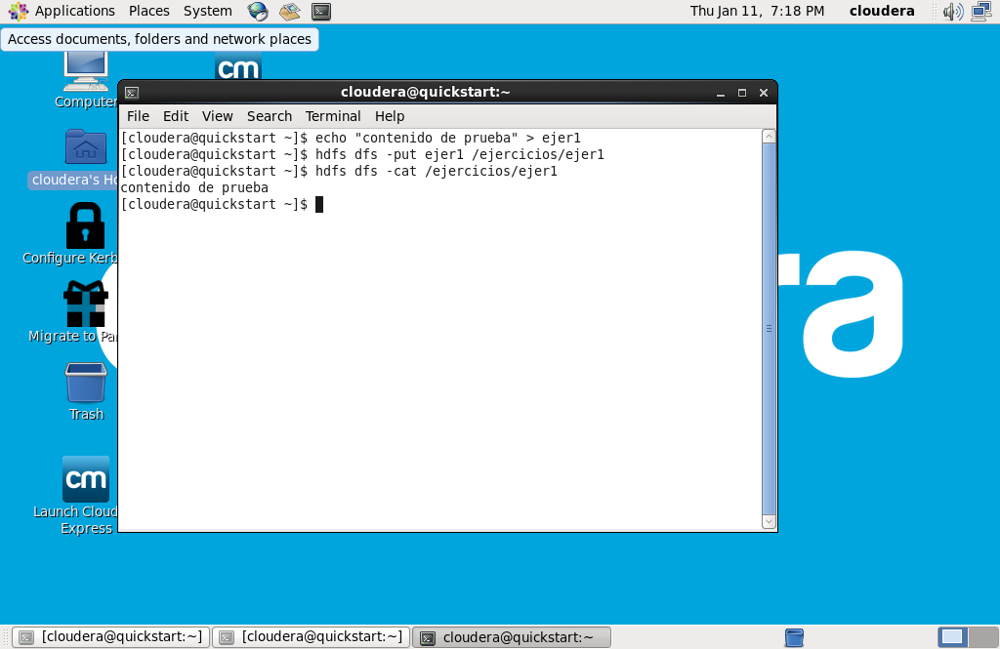 Applications Places System Thu Jan 11, 7:18 PM cloudera
Access documents, folders and network places
cm
Computer
cloudera's Ho
Configure Kerb
Migrate to Pa
Trash
cm
Launch Cloud
Express
cloudera@quickstart:~
File Edit View Search Terminal Help
[cloudera@quickstart ~]$ echo "contenido de prueba" > ejer1
[cloudera@quickstart ~]$ hdfs dfs -put ejer1 /ejercicios/ejer1
[cloudera@quickstart ~]$ hdfs dfs -cat /ejercicios/ejer1
contenido de prueba
[cloudera@quickstart ~]$
ra
[cloudera@quickstart:~] [cloudera@quickstart:~] cloudera@quickstart:~